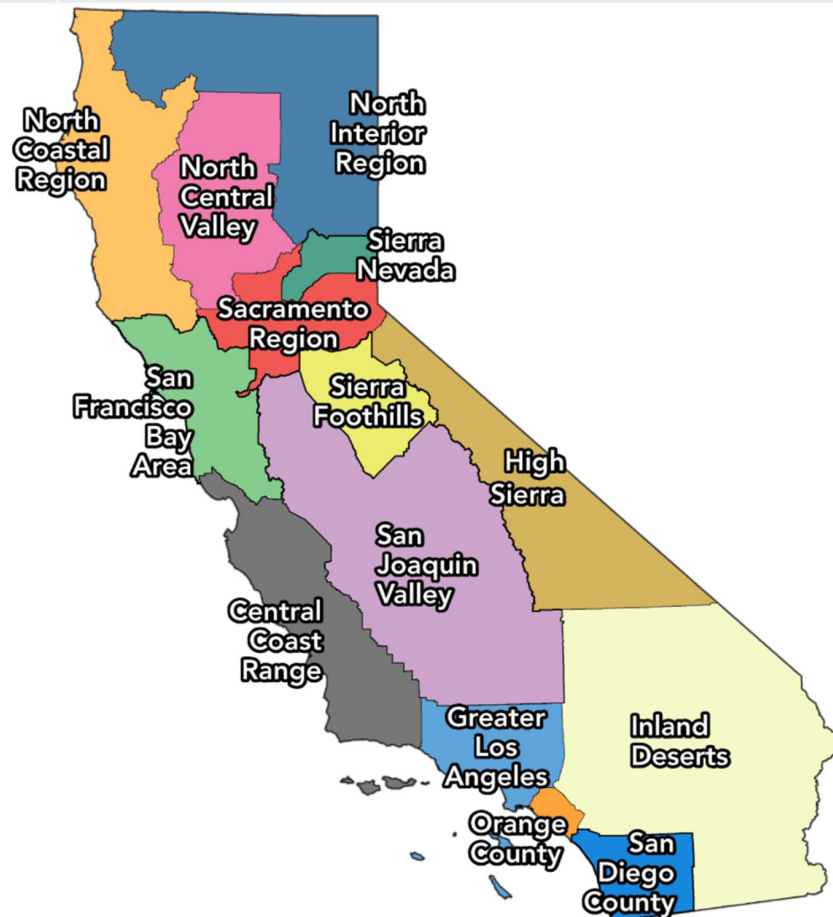 North
Coastal
Region
North
Interior
Region
North
Central
Valley
Sierra
Nevada
Sacramento
Region
San
Francisco
Bay
Area
Sierra
Foothills
High
Sierra
San
Joaquin
Valley
Central
Coast
Range
Greater
Los
Angeles
Inland
Deserts
Orange
County
San
Diego
County